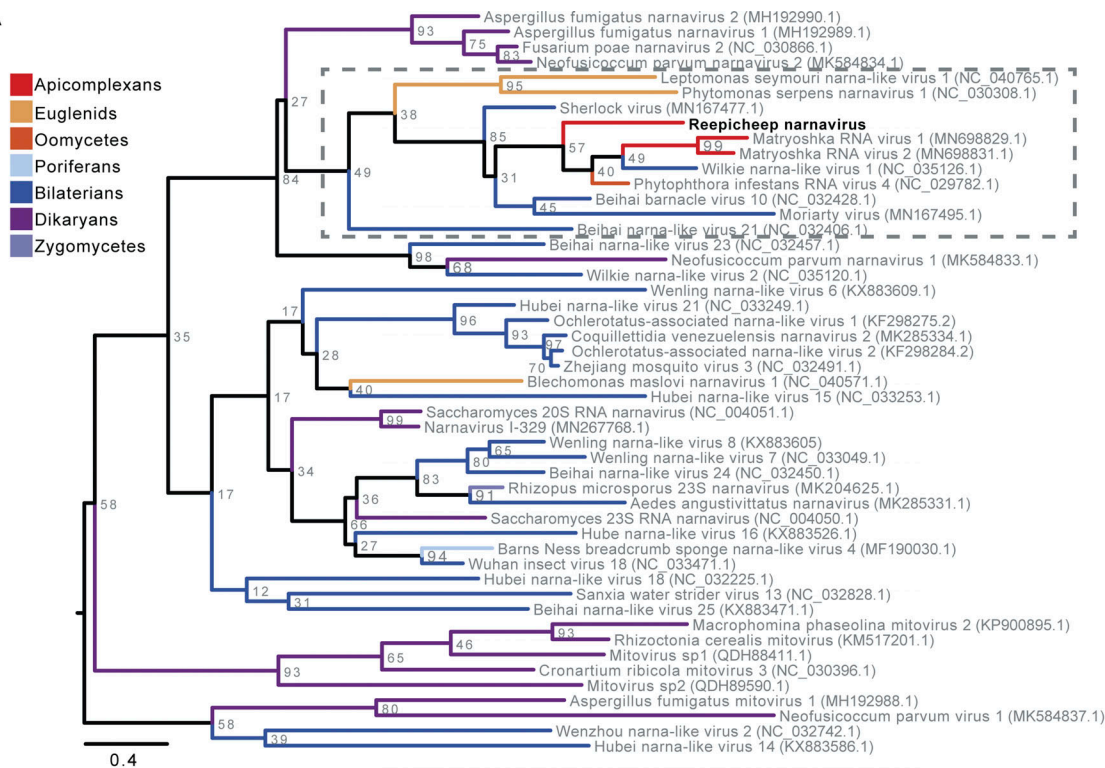 Aspergillus fumigatus narnavirus 2 (MH192990.1)
93
Aspergillus fumigatus narnavirus 1 (MH192989.1)
75
Fusarium poae narnavirus 2 (NC_030866.1)
83
Neofusicoccum parvum narnavirus 2 (MK584834.1)
Leptomonas seymouri narna-like virus 1 (NC_040765.1)
Apicomplexans
95
Phytomonas serpens narnavirus 1 (NC_030308.1)
27
Sherlock virus (MN167477.1)
Euglenids
38
Reepicheep narnavirus
85
Oomycetes
Matryoshka RNA virus 1 (MN698829.1)
57
99
Matryoshka RNA virus 2 (MN698831.1)
49
Poriferans
Wilkie narna-like virus 1 (NC_035126.1)
49
40
84
31
Phytophthora infestans RNA virus 4 (NC_029782.1)
Bilaterians
Beihai barnacle virus 10 (NC_032428.1)
45
Moriarty virus (MN167495.1)
Dikaryans
Beihai narna-like virus 21 (NC_032406.1)
Zygomycetes
Beihai narna-like virus 23 (NC_032457.1)
98
Neofusicoccum parvum narnavirus 1 (MK584833.1)
68
Wilkie narna-like virus 2 (NC_035120.1)
Wenling narna-like virus 6 (KX883609.1)
Hubei narna-like virus 21 (NC_033249.1)
17
96
Ochlerotatus-associated narna-like virus 1 (KF298275.2)
35
93
Coquillettidia venezuelensis narnavirus 2 (MK285334.1)
97
Ochlerotatus-associated narna-like virus 2 (KF298284.2)
28
70
Zhejiang mosquito virus 3 (NC_032491.1)
Blechomonas maslovi narnavirus 1 (NC_040571.1)
40
17
Hubei narna-like virus 15 (NC_033253.1)
Saccharomyces 20S RNA narnavirus (NC_004051.1)
99
Narnavirus I-329 (MN267768.1)
Wenling narna-like virus 8 (KX883605)
65
Wenling narna-like virus 7 (NC_033049.1)
80
34
Beihai narna-like virus 24 (NC_032450.1)
83
Rhizopus microsporus 23S narnavirus (MK204625.1)
17
36
91
Aedes angustivittatus narnavirus (MK285331.1)
58
Saccharomyces 23S RNA narnavirus (NC_004050.1)
66
Hube narna-like virus 16 (KX883526.1)
27
Barns Ness breadcrumb sponge narna-like virus 4 (MF190030.1)
94
Wuhan insect virus 18 (NC_033471.1)
Hubei narna-like virus 18 (NC_032225.1)
12
Sanxia water strider virus 13 (NC_032828.1)
31
Beihai narna-like virus 25 (KX883471.1)
Macrophomina phaseolina mitovirus 2 (KP900895.1)
93
Rhizoctonia cerealis mitovirus (KM517201.1)
46
Mitovirus sp1 (QDH88411.1)
65
Cronartium ribicola mitovirus 3 (NC_030396.1)
93
Mitovirus sp2 (QDH89590.1)
Aspergillus fumigatus mitovirus 1 (MH192988.1)
80
Neofusicoccum parvum virus 1 (MK584837.1)
58
Wenzhou narna-like virus 2 (NC_032742.1)
39
Hubei narna-like virus 14 (KX883586.1)
0.4